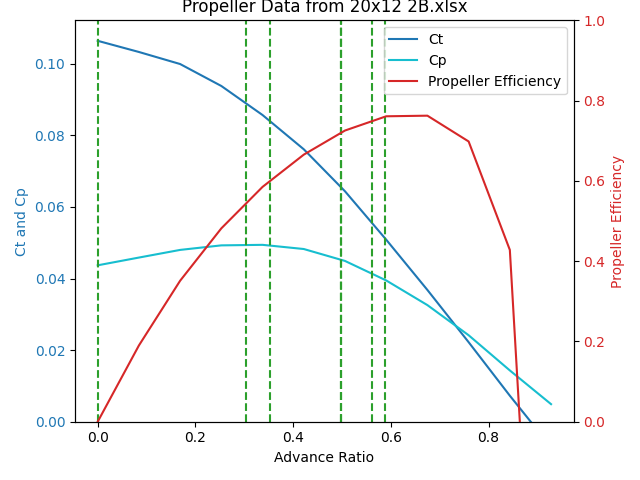 Propeller Data from 20x12 2B.xlsx
Ct
Cp
Propeller Efficiency
0.10
0.08
0.06
0.04
0.02
0.00
Ct and Cp
1.0
0.8
0.6
0.4
0.2
0.0
Propeller Efficiency
0.0 0.2 0.4 0.6 0.8
Advance Ratio